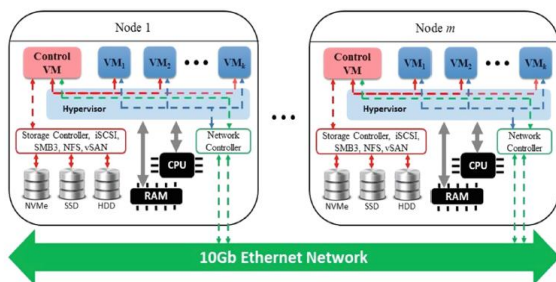 Node 1
Control VM
VM1
VM2
VMk
Hypervisor
Storage Controller, iSCSI,
SMB3, NFS, vSAN
Network
Controller
CPU
RAM
NVMe
SSD
HDD
Node m
Control VM
VM1
VM2
VMk
Hypervisor
Storage Controller, iSCSI,
SMB3, NFS, vSAN
Network
Controller
CPU
RAM
NVMe
SSD
HDD
10Gb Ethernet Network